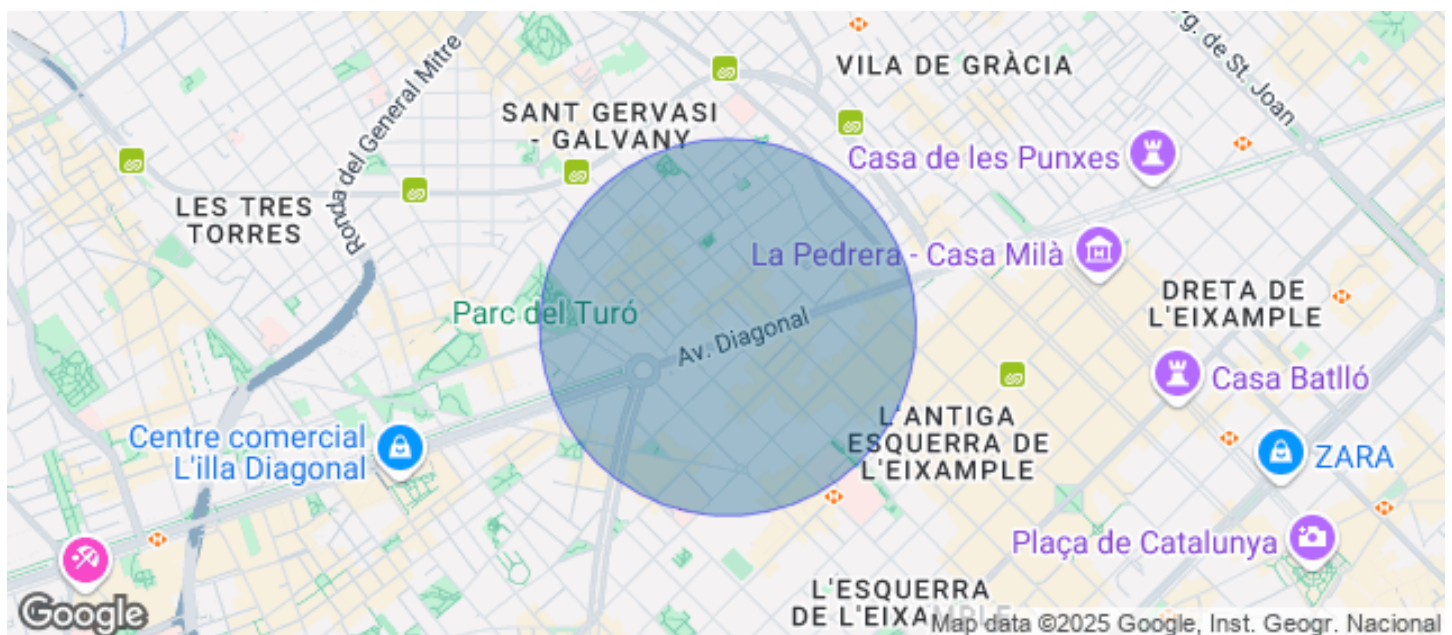 rg. de St. Joan
VILA DE GRÀCIA
Ronda del General Mitre
SANT GERVASI
- GALVANY
Casa de les Punxes
LES TRES
TORRES
La Pedrera - Casa Milà
DRETA DE
L'EIXAMPLE
Parc del Turó
Av. Diagonal
Casa Batlló
L'ANTIGA
ESQUERRA DE
L'EIXAMPLE
Centre comercial
L'illa Diagonal
ZARA
Plaça de Catalunya
L'ESQUERRA
DE L'EIXAMPLE
Google
Map data ©2025 Google, Inst. Geogr. Nacional